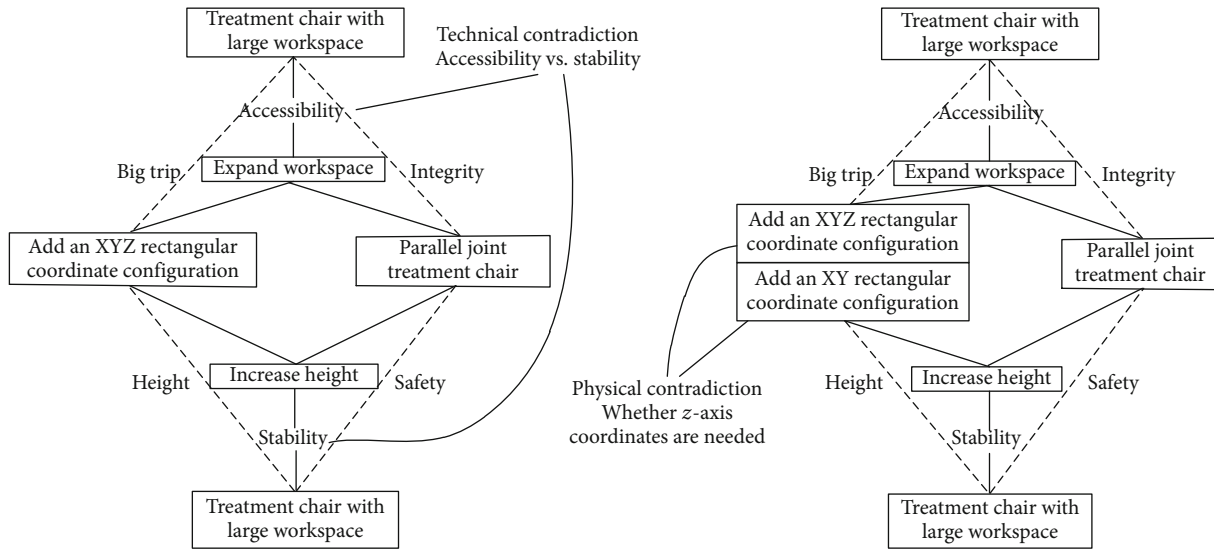 Treatment chair with
large workspace
Technical contradiction
Accessibility vs. stability
Accessibility
Big trip
Expand workspace
Integrity
Add an XYZ rectangular
coordinate configuration
Parallel joint
treatment chair
Height
Increase height
Safety
Stability
Treatment chair with
large workspace
Treatment chair with
large workspace
Accessibility
Big trip
Expand workspace
Integrity
Add an XYZ rectangular
coordinate configuration
Add an XY rectangular
coordinate configuration
Parallel joint
treatment chair
Physical contradiction
Whether z-axis
coordinates are needed
Height
Increase height
Safety
Stability
Treatment chair with
large workspace